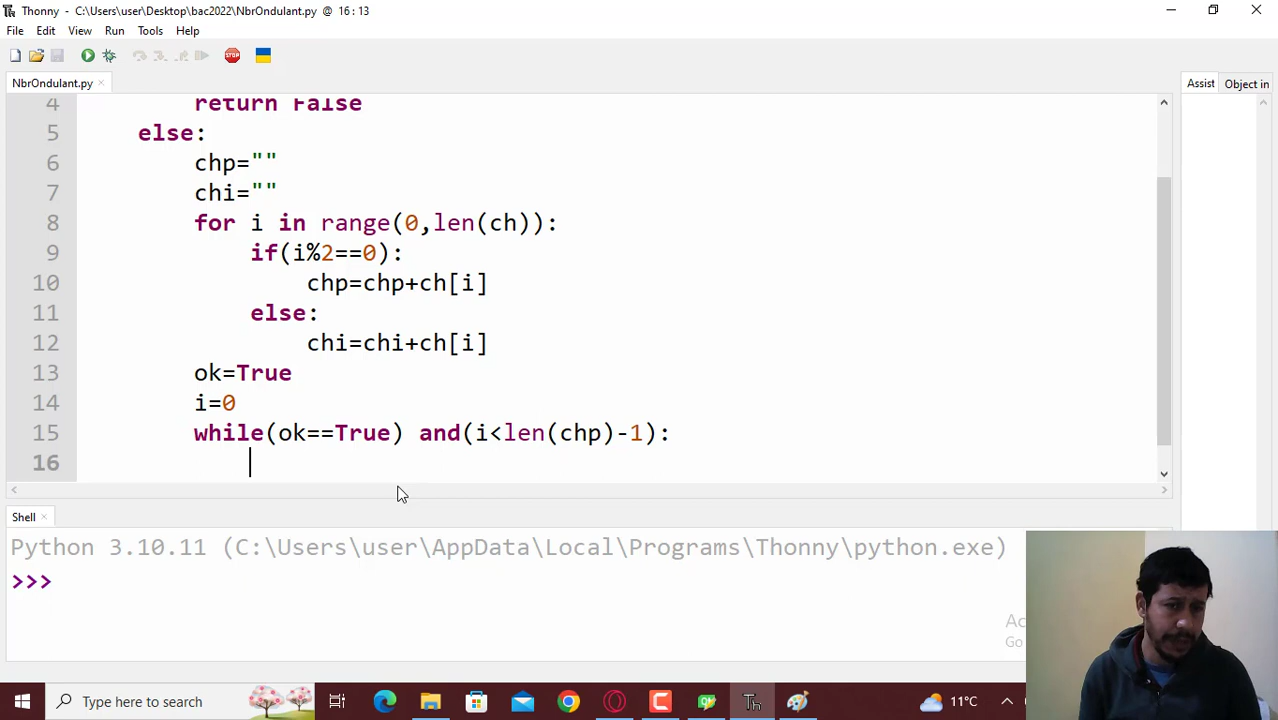 Thonny - C:\Users\user\Desktop\bac2022\NbrOndulant.py @ 16:13
File Edit View Run Tools Help
STOP
NbrOndulant.py ×
Assist Object in
4 return False
5 else:
6 chp=""
7 chi=""
8 for i in range(0,len(ch)):
9 if(i%2==0):
10 chp=chp+ch[i]
11 else:
12 chi=chi+ch[i]
13 ok=True
14 i=0
15 while(ok==True) and(i<len(chp)-1):
16
Shell ×
Python 3.10.11 (C:\Users\user\AppData\Local\Programs\Thonny\python.exe)
>>>
Ac
Go
Type here to search
Th
11°C